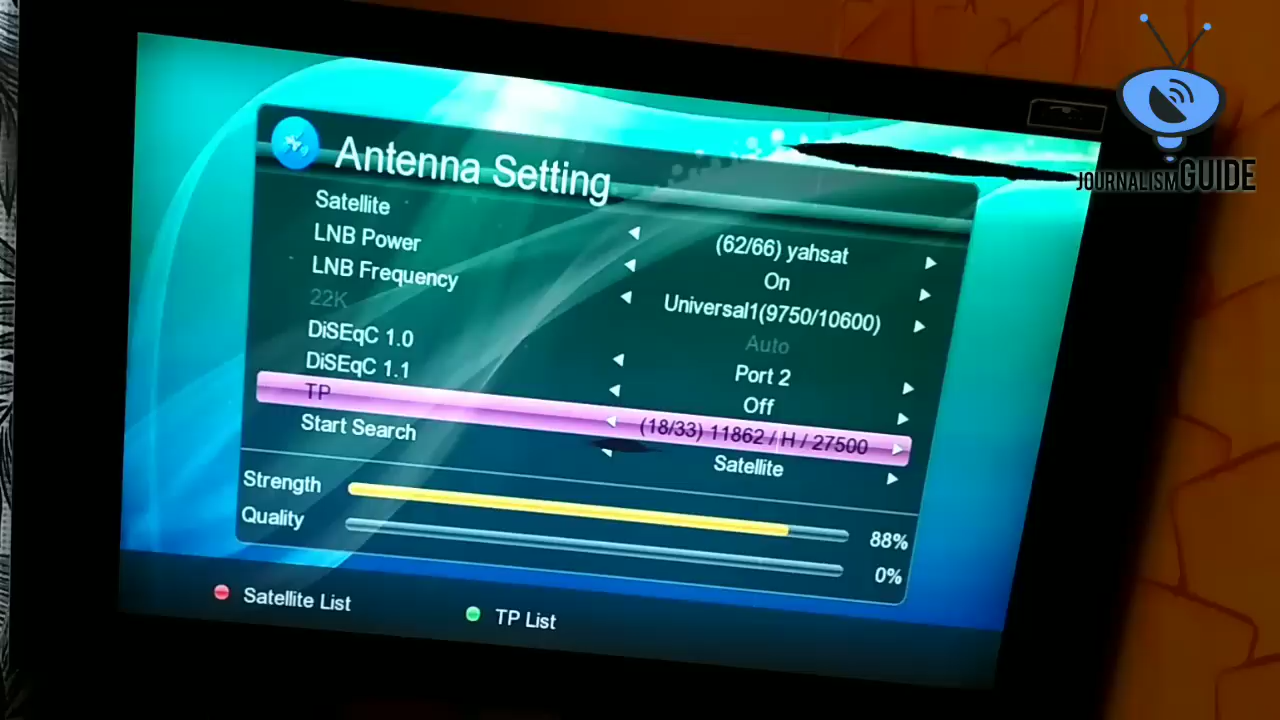 JOURNALISMGUIDE
Antenna Setting
Satellite (62/66) yahsat
LNB Power On
LNB Frequency Universal1(9750/10600)
22K Auto
DiSEqC 1.0 Port 2
DiSEqC 1.1 Off
TP (18/33) 11862 / H / 27500
Start Search Satellite
Strength 88%
Quality 0%
Satellite List TP List